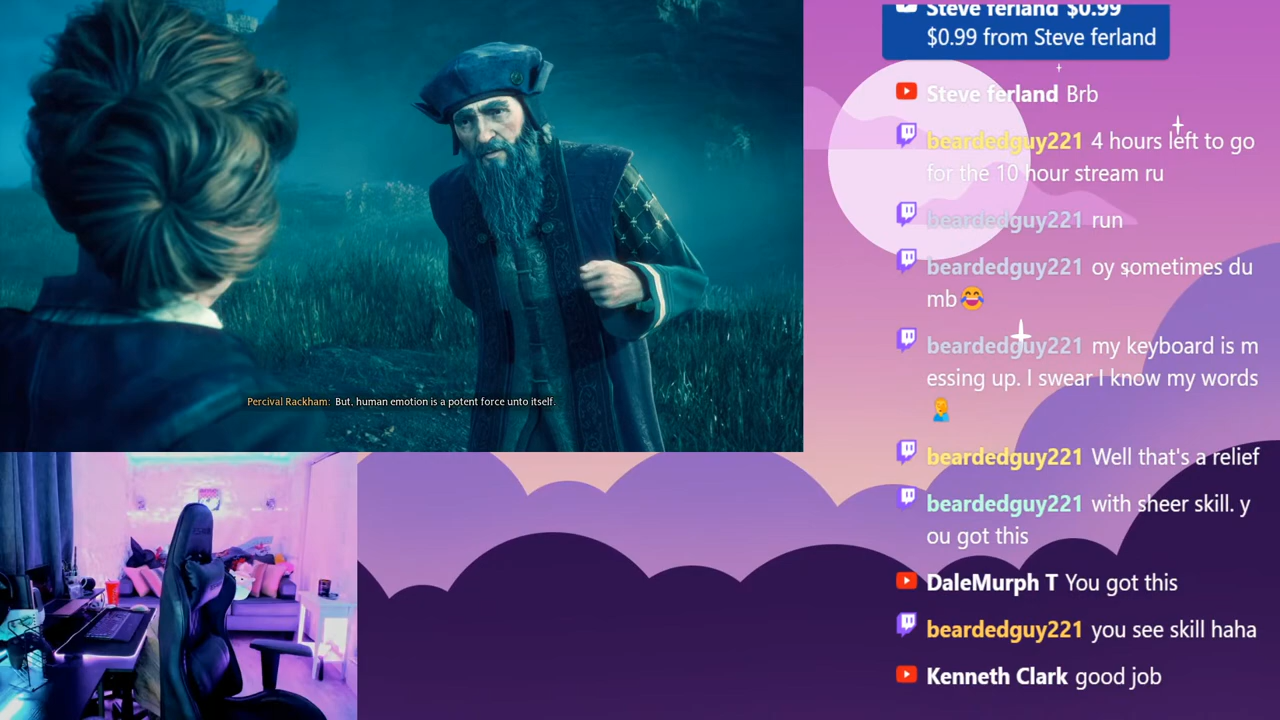 Percival Rackham: But, human emotion is a potent force unto itself.
Steve ferland $0.99
$0.99 from Steve ferland
Steve ferland Brb
beardedguy221 4 hours left to go
for the 10 hour stream ru
beardedguy221 run
beardedguy221 oy sometimes du
mb😂
beardedguy221 my keyboard is m
essing up. I swear I know my words
🤦‍♂️
beardedguy221 Well that's a relief
beardedguy221 with sheer skill. y
ou got this
DaleMurph T You got this
beardedguy221 you see skill haha
Kenneth Clark good job